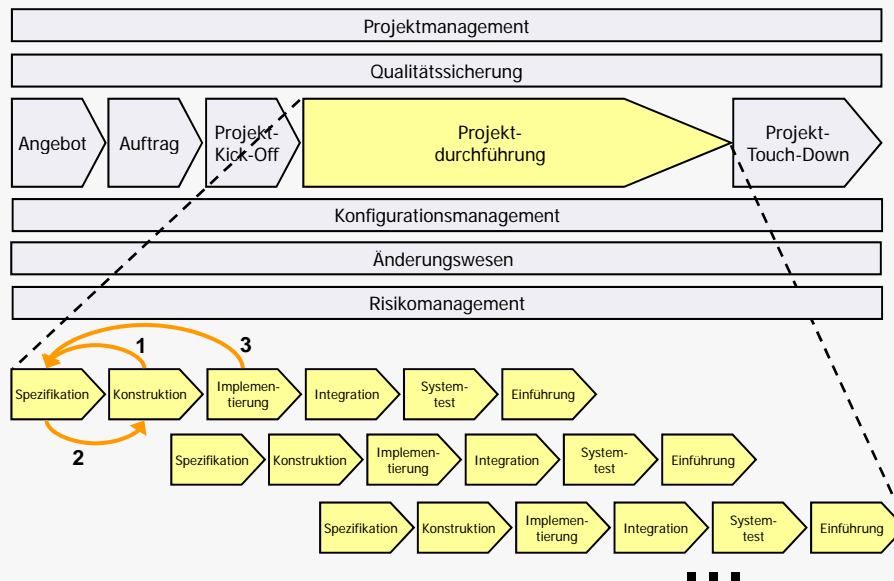 Projektmanagement
Qualitätssicherung
Angebot
Auftrag
Projekt-
Kick-Off
Projekt-
durchführung
Projekt-
Touch-Down
Konfigurationsmanagement
Änderungswesen
Risikomanagement
1
3
Spezifikation
Konstruktion
Implemen-
tierung
Integration
System-
test
Einführung
2
Spezifikation
Konstruktion
Implemen-
tierung
Integration
System-
test
Einführung
Spezifikation
Konstruktion
Implemen-
tierung
Integration
System-
test
Einführung